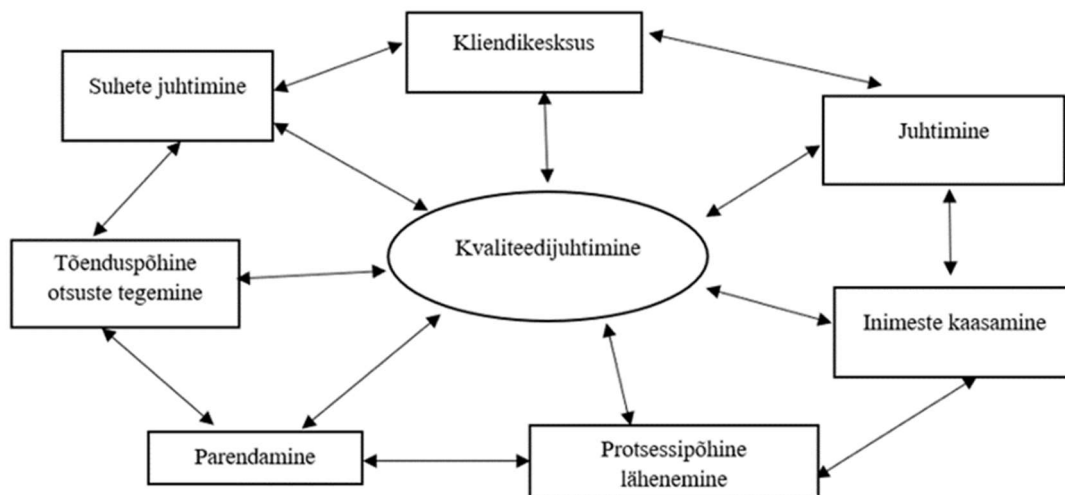 Kliendikesksus
Suhete juhtimine
Juhtimine
Kvaliteedijuhtimine
Tõenduspõhine
otsuste tegemine
Inimeste kaasamine
Parendamine
Protsessipõhine
lähenemine